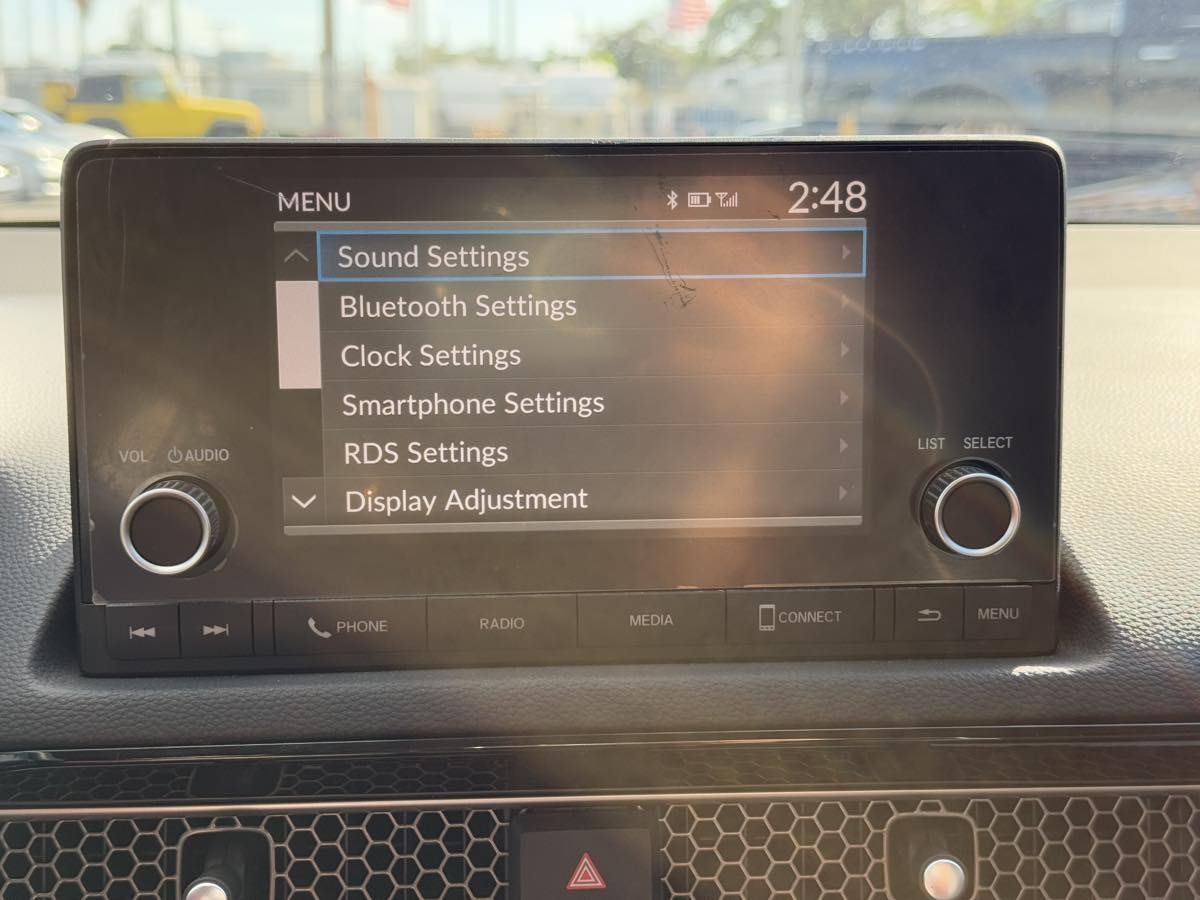 MENU 2:48
Sound Settings
Bluetooth Settings
Clock Settings
Smartphone Settings
RDS Settings
Display Adjustment
VOL AUDIO
LIST SELECT
PHONE RADIO MEDIA CONNECT MENU